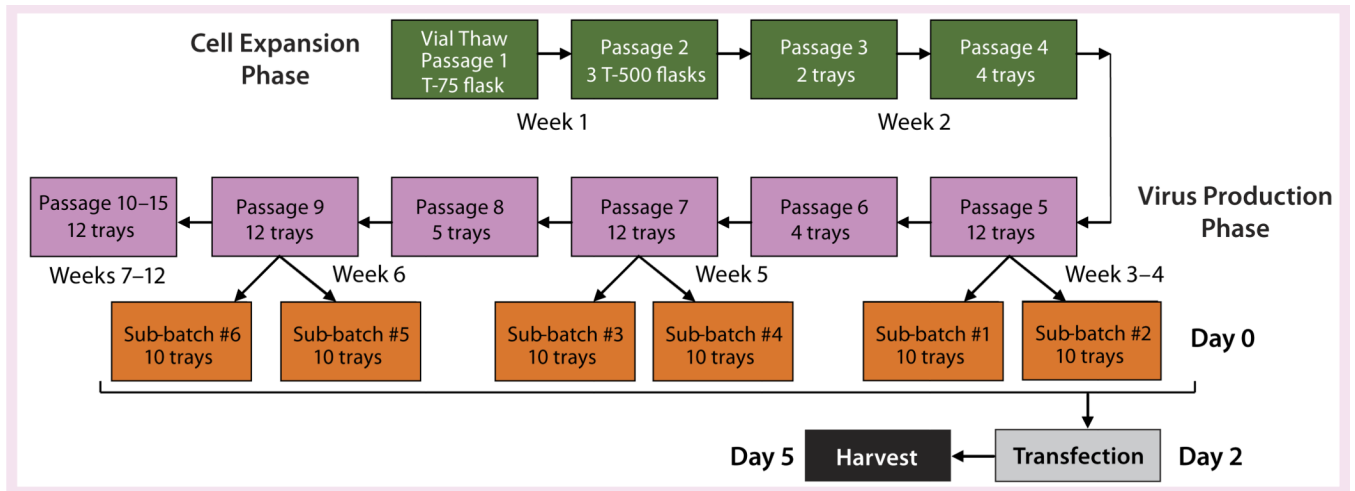 Cell Expansion
Phase
Vial Thaw
Passage 1
T-75 flask
Passage 2
3 T-500 flasks
Passage 3
2 trays
Passage 4
4 trays
Week 1
Week 2
Passage 10–15
12 trays
Passage 9
12 trays
Passage 8
5 trays
Passage 7
12 trays
Passage 6
4 trays
Passage 5
12 trays
Virus Production
Phase
Weeks 7–12
Week 6
Week 5
Week 3–4
Sub-batch #6
10 trays
Sub-batch #5
10 trays
Sub-batch #3
10 trays
Sub-batch #4
10 trays
Sub-batch #1
10 trays
Sub-batch #2
10 trays
Day 0
Day 5
Harvest
Transfection
Day 2